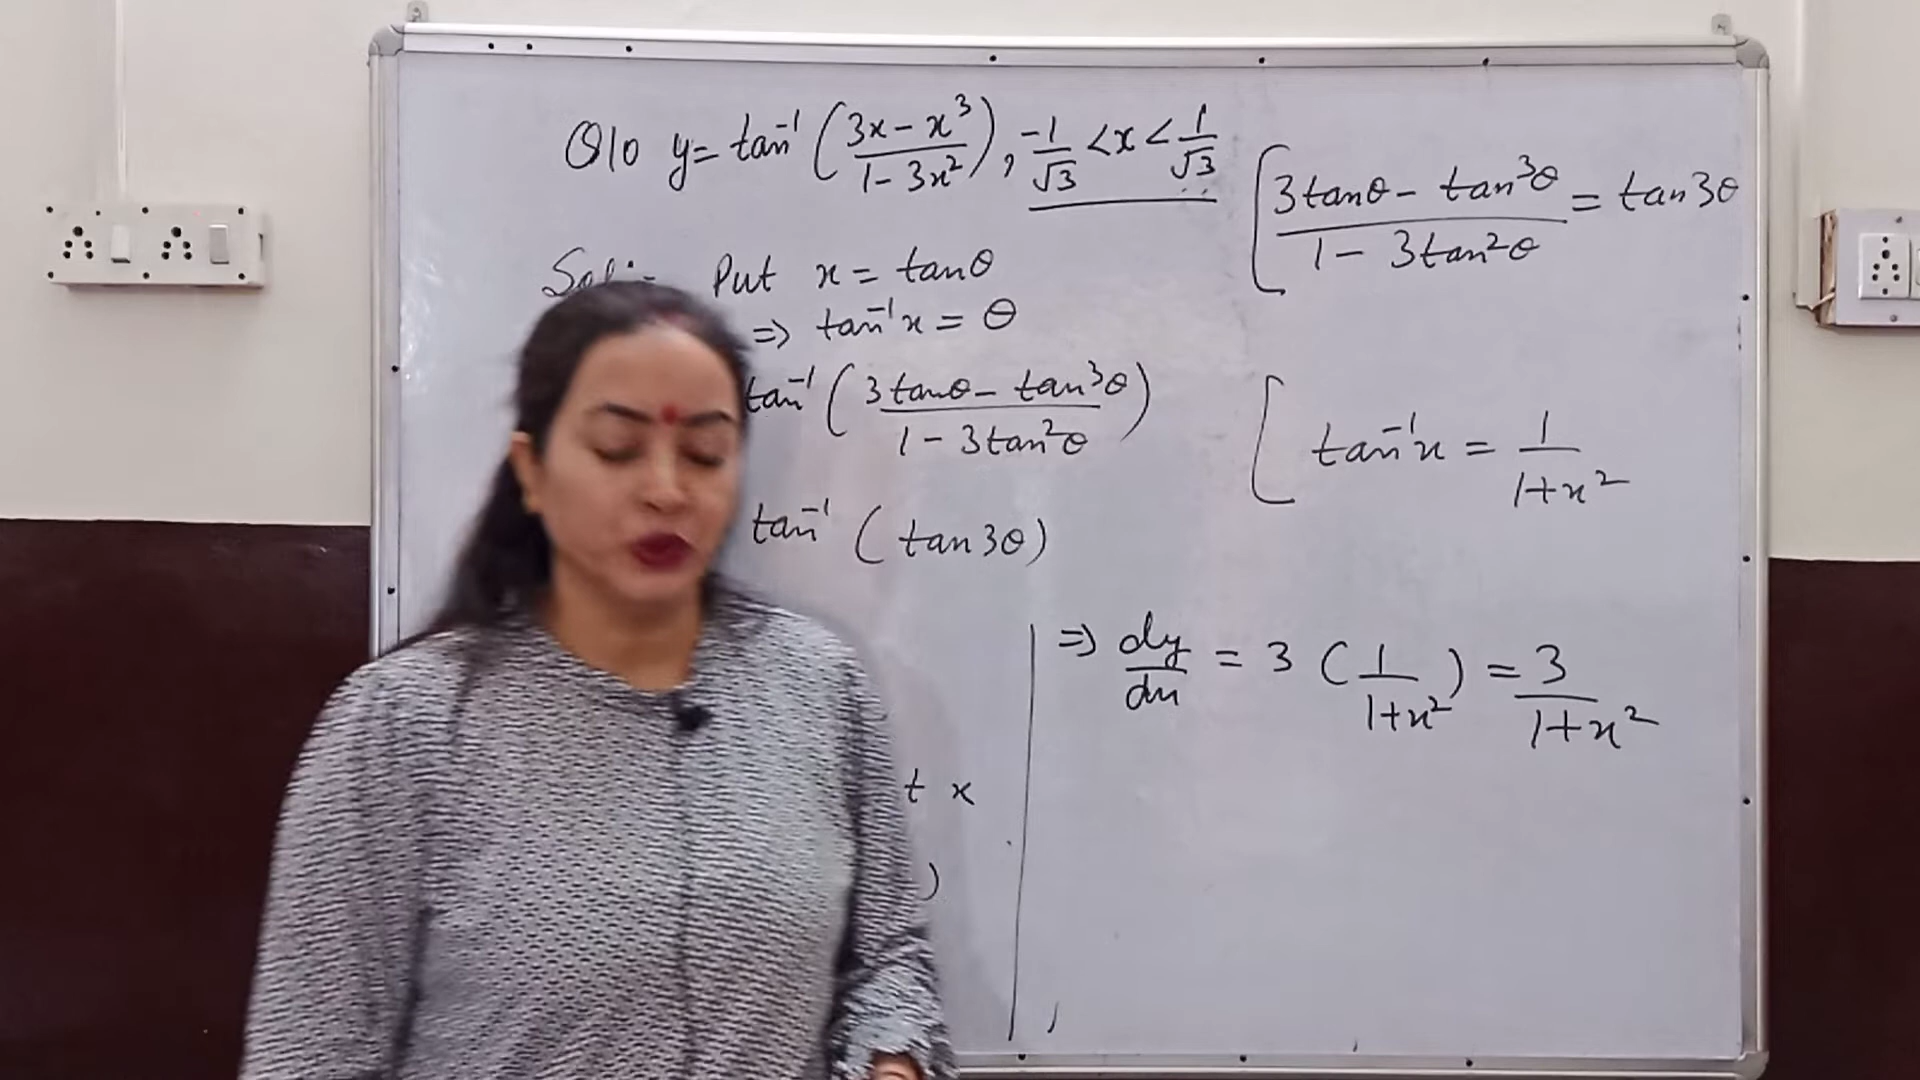 Q10 y = tan⁻¹ (3x - x³ / 1 - 3x²), -1/√3 < x < 1/√3
[3tanθ - tan³θ / 1 - 3tan²θ = tan3θ
Sol:- Put x = tanθ
=> tan⁻¹x = θ
tan⁻¹ (3tanθ - tan³θ / 1 - 3tan²θ)
[tan⁻¹x = 1 / 1+x²
tan⁻¹ (tan3θ)
=> dy/dx = 3 (1 / 1+x²) = 3 / 1+x²
t x
)